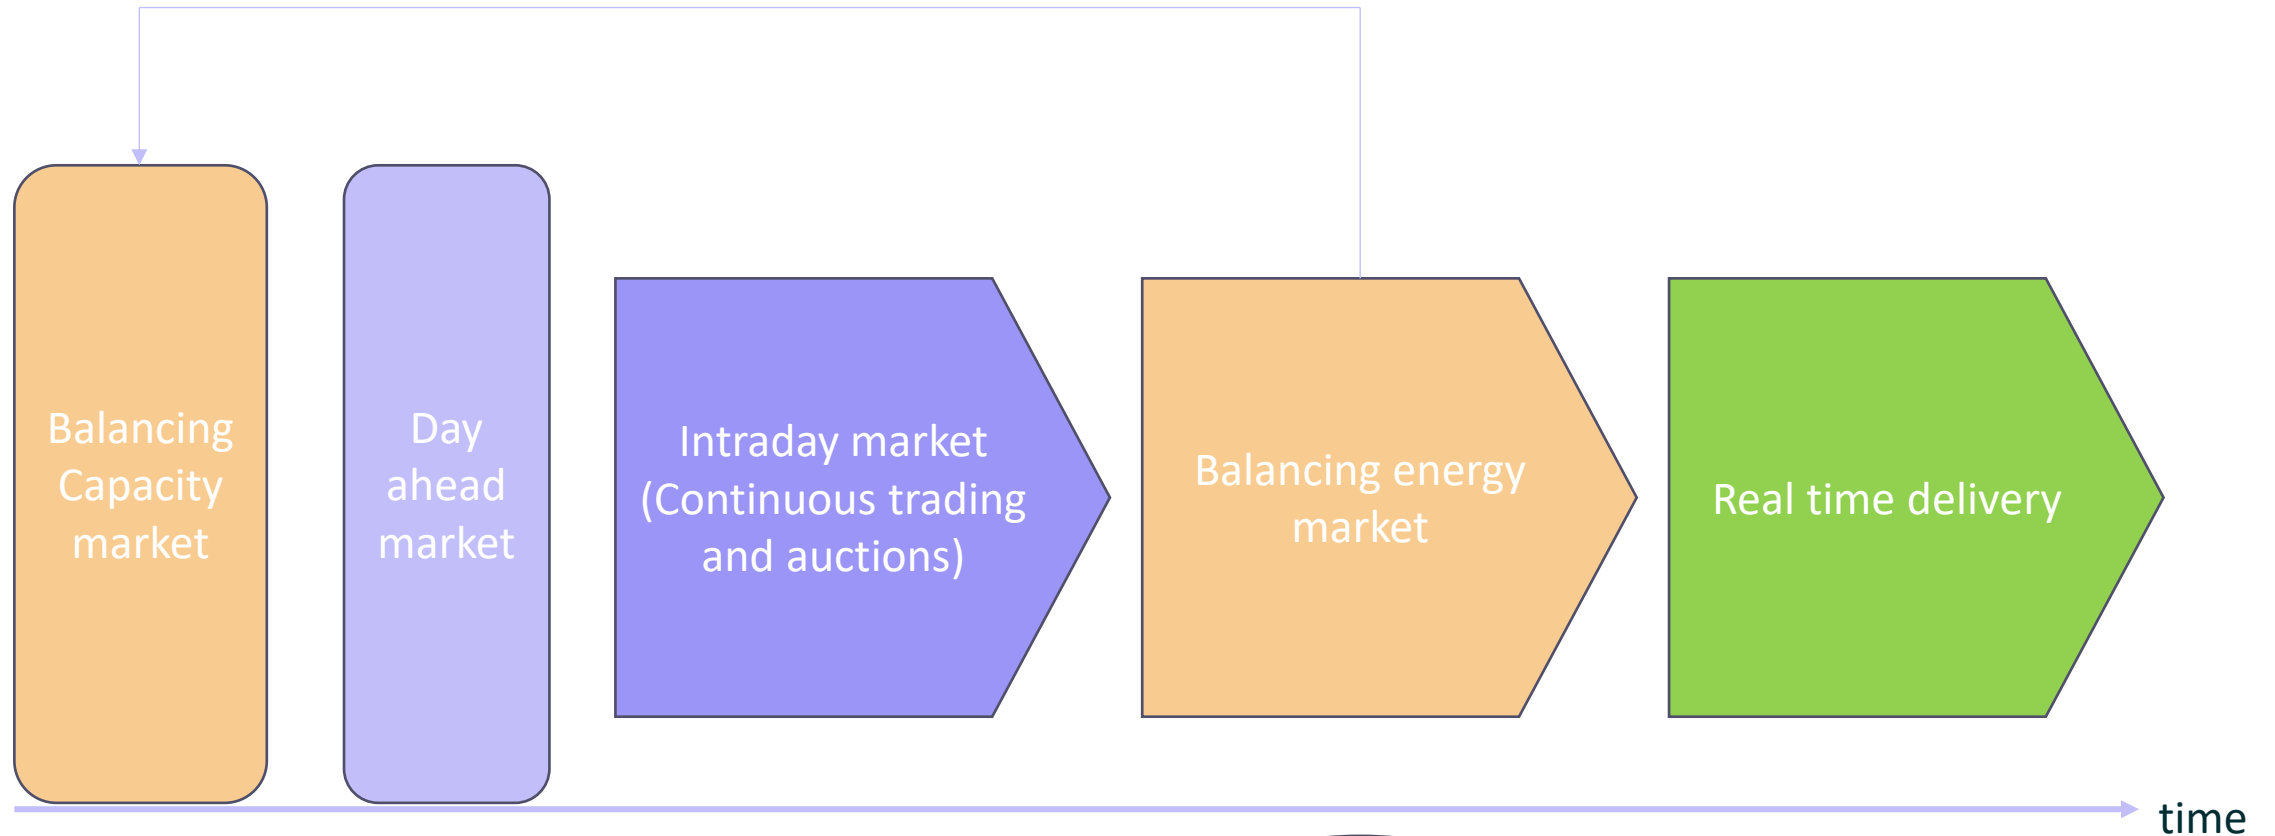 Balancing
Capacity
market
Day
ahead
market
Intraday market
(Continuous trading
and auctions)
Balancing energy
market
Real time delivery
time